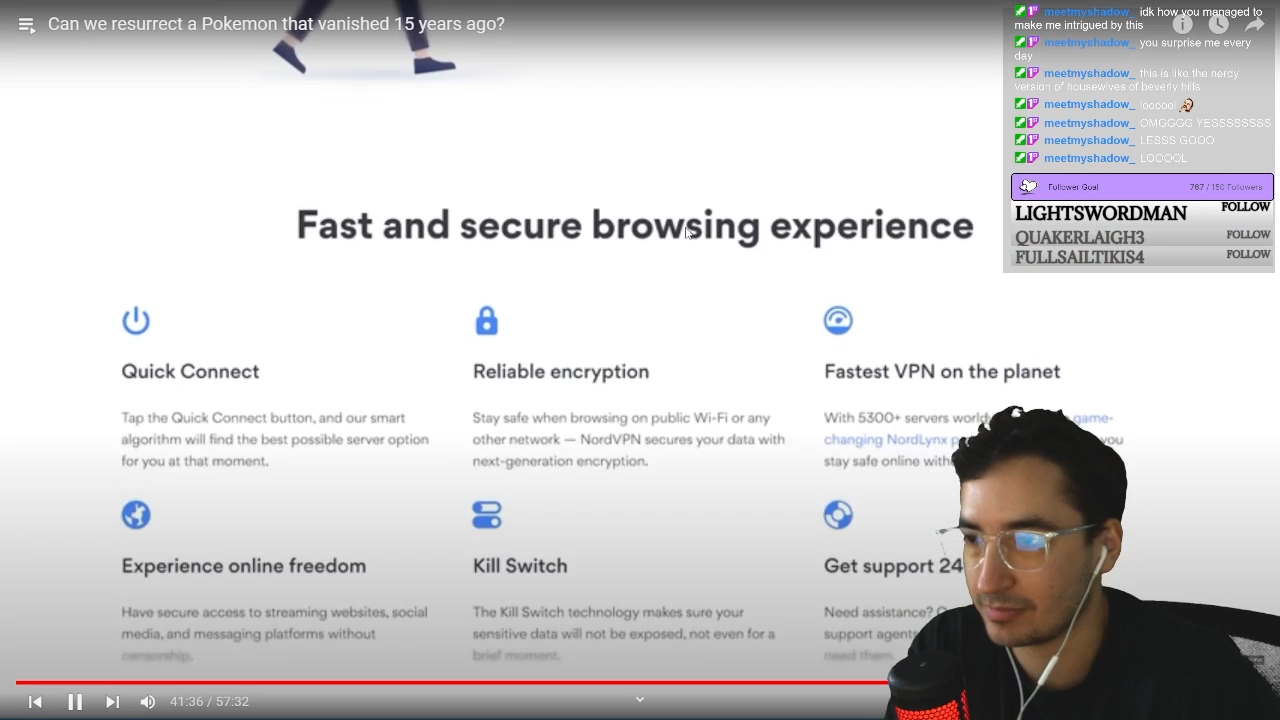 Can we resurrect a Pokemon that vanished 15 years ago?
meetmyshadow_ idk how you managed to
make me intrigued by this
meetmyshadow_ you surprise me every
day
meetmyshadow_ this is like the nerdy
version of housewives of beverly hills
meetmyshadow_ loooool
meetmyshadow_ OMGGGG YESSSSSSSS
meetmyshadow_ LESSS GOOO
meetmyshadow_ LOOOOL
Follower Goal 767 / 150 Followers
LIGHTSWORDMAN FOLLOW
QUAKERLAIGH3 FOLLOW
FULLSAILTIKIS4 FOLLOW
Fast and secure browsing experience
Quick Connect
Tap the Quick Connect button, and our smart
algorithm will find the best possible server option
for you at that moment.
Reliable encryption
Stay safe when browsing on public Wi-Fi or any
other network — NordVPN secures your data with
next-generation encryption.
Fastest VPN on the planet
With 5300+ servers game-
changing NordLynx you
stay safe online
Experience online freedom
Have secure access to streaming websites, social
media, and messaging platforms without
censorship.
Kill Switch
The Kill Switch technology makes sure your
sensitive data will not be exposed, not even for a
brief moment.
Get support 24
Need assistance?
support agents
need them.
41:36 / 57:32